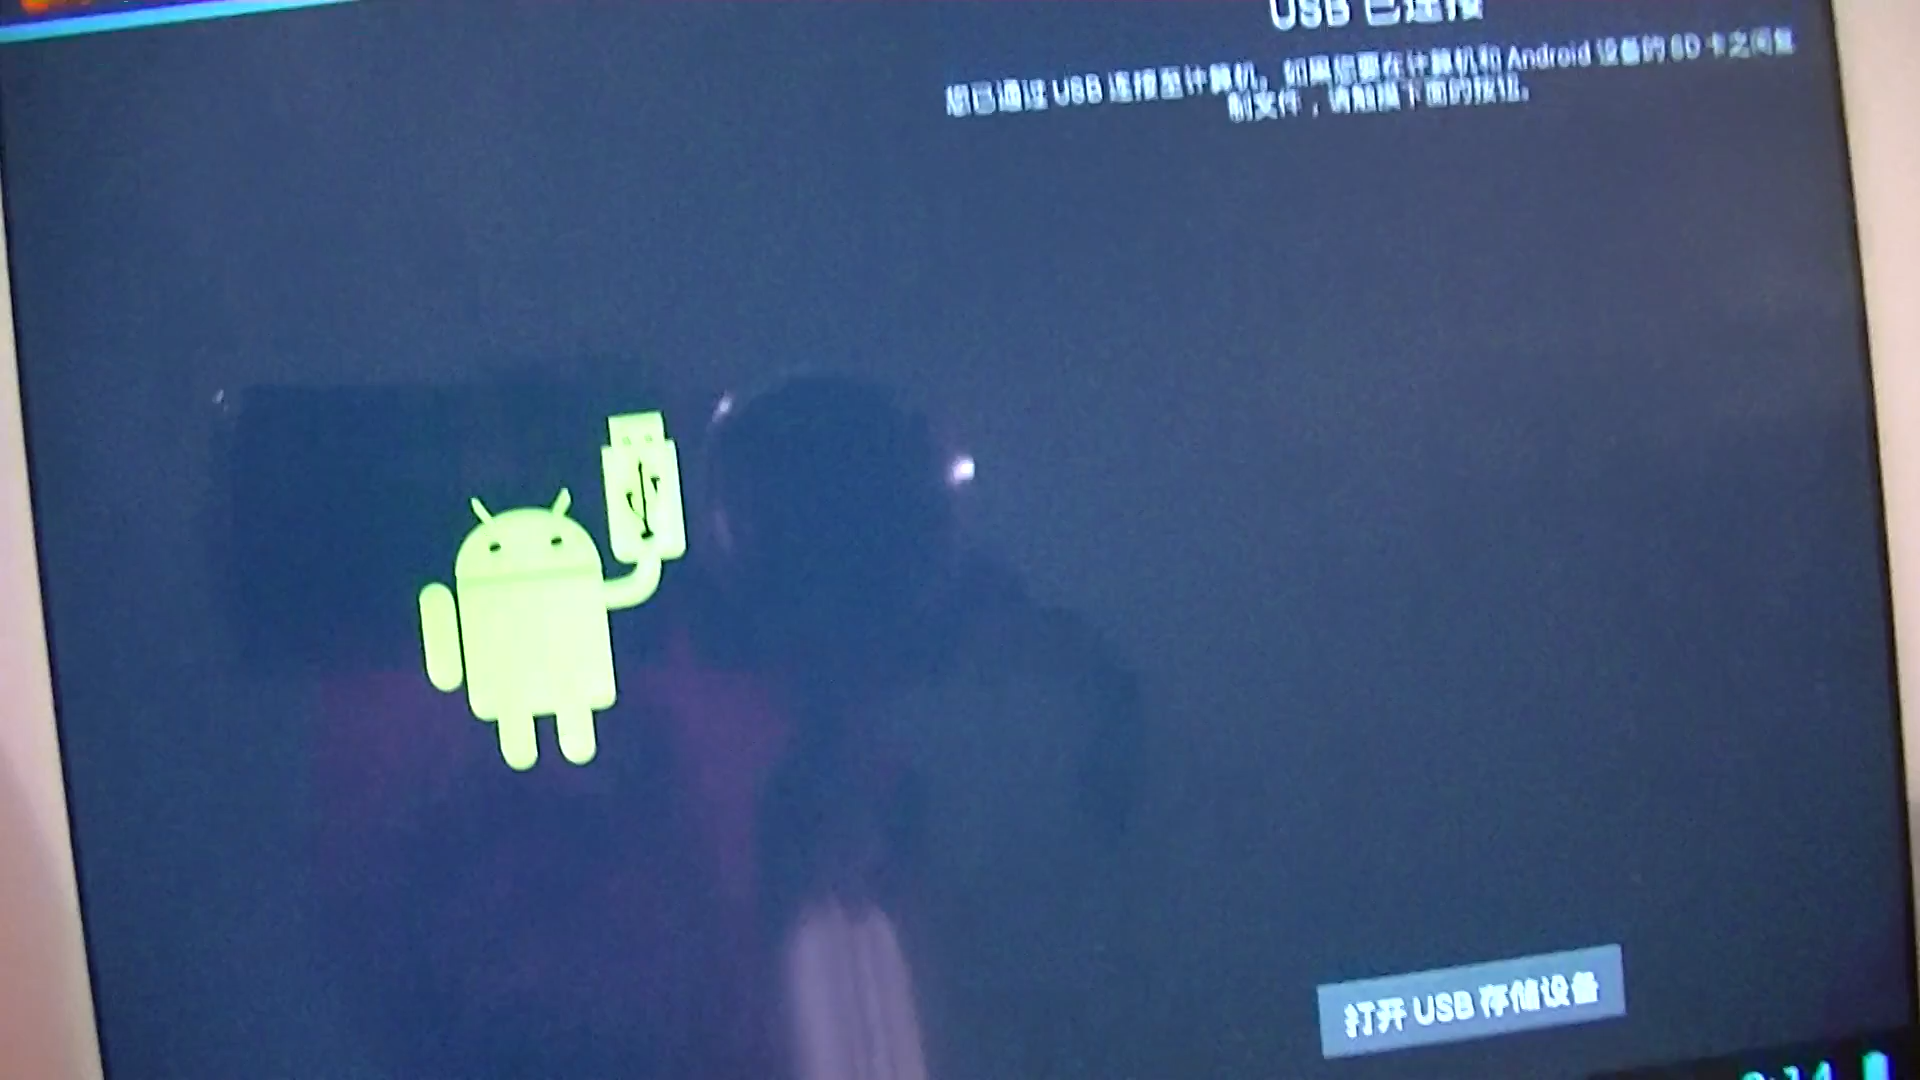 USB 已连接
您已通过 USB 连接至计算机。如果想要在计算机和 Android 设备的 SD 卡之间复
制文件，请触摸下面的按钮。
打开 USB 存储设备